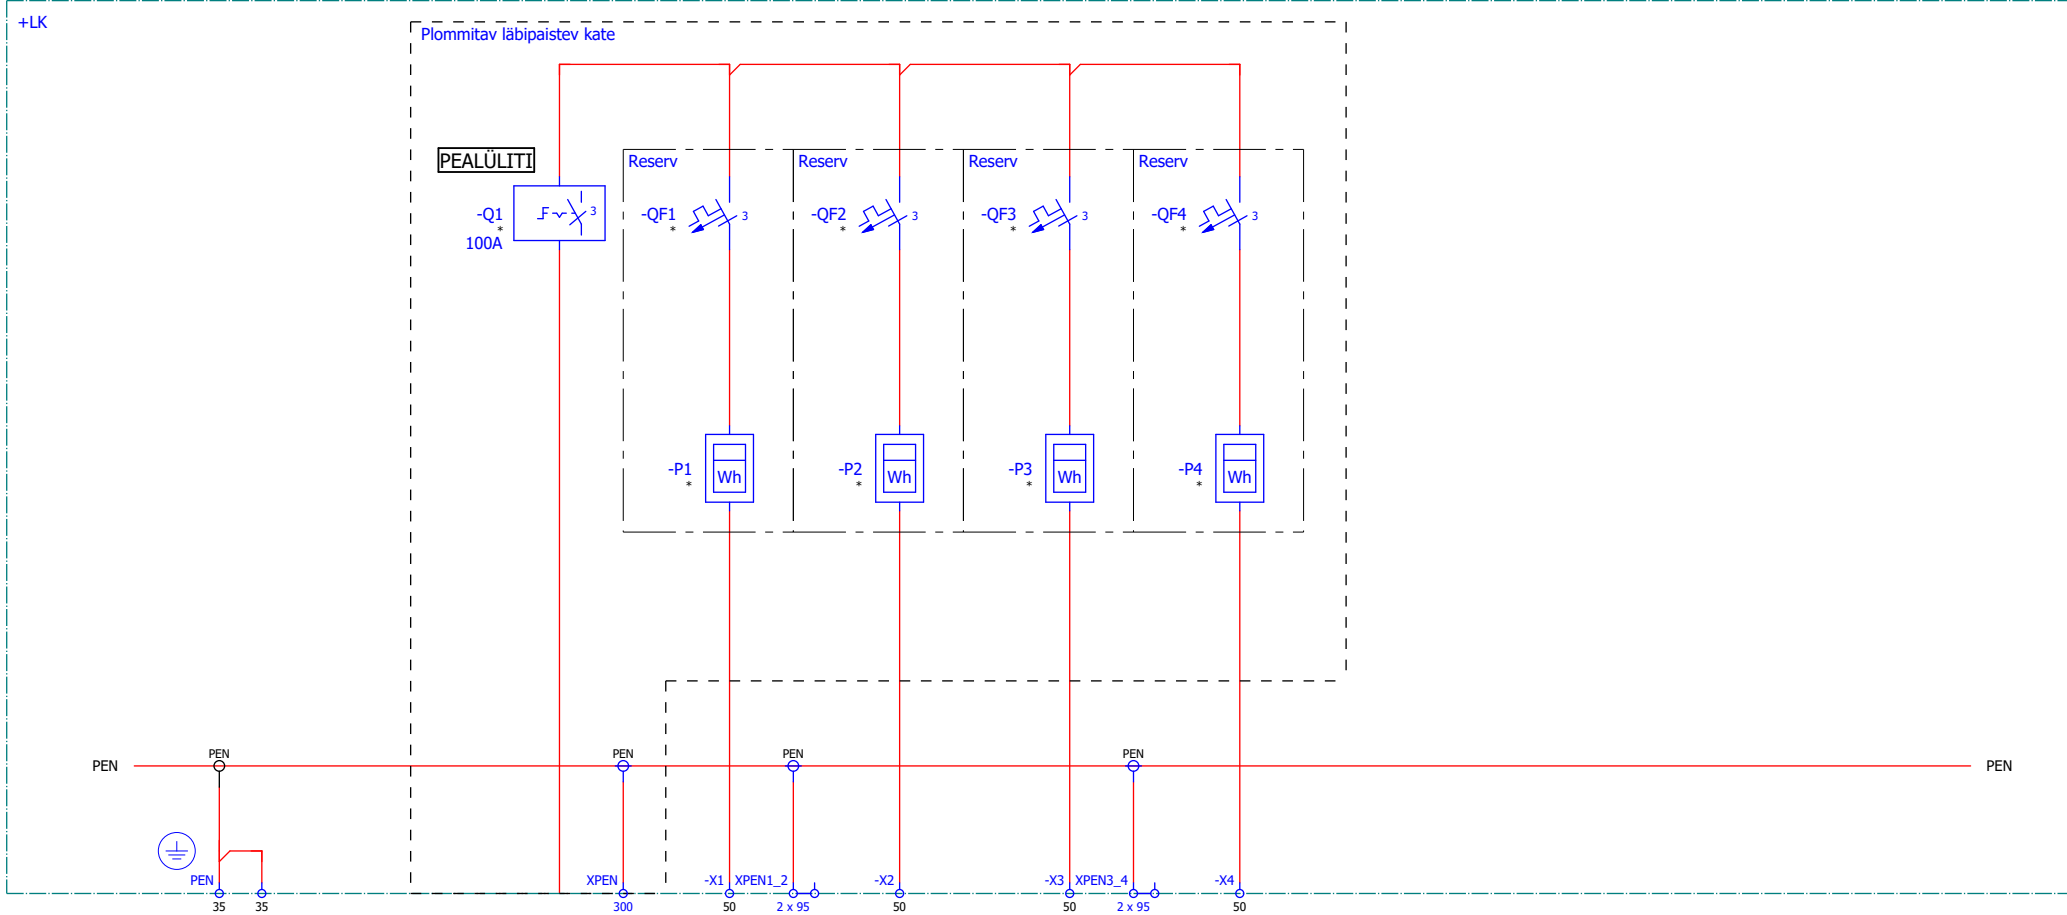 +LK
Plommitav läbipaistev kate
PEALÜLITI
Reserv Reserv Reserv Reserv
-Q1 3 -QF1 3 -QF2 3 -QF3 3 -QF4 3
* * * * *
100A
-P1 Wh -P2 Wh -P3 Wh -P4 Wh
* * * *
PEN PEN PEN PEN
PEN PEN
PEN XPEN -X1 XPEN1_2 -X2 -X3 XPEN3_4 -X4
35 35 300 50 2 x 95 50 50 2 x 95 50